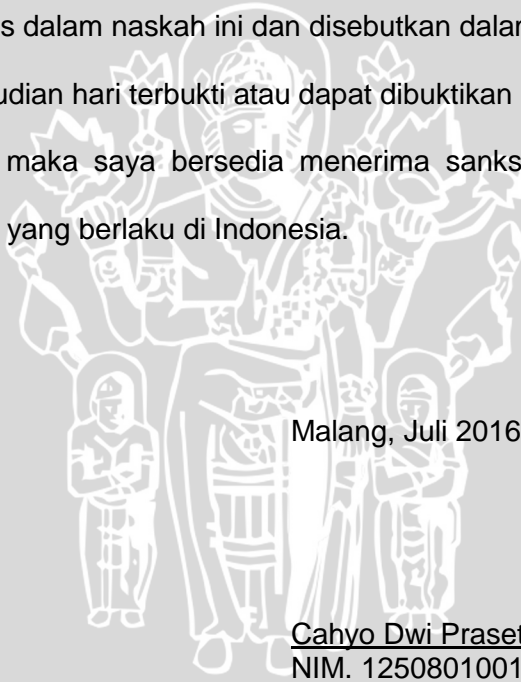 s dalam naskah ini dan disebutkan dalam
udian hari terbukti atau dapat dibuktikan
maka saya bersedia menerima sanks
yang berlaku di Indonesia.
Malang, Juli 2016
Cahyo Dwi Praset
NIM. 1250801001